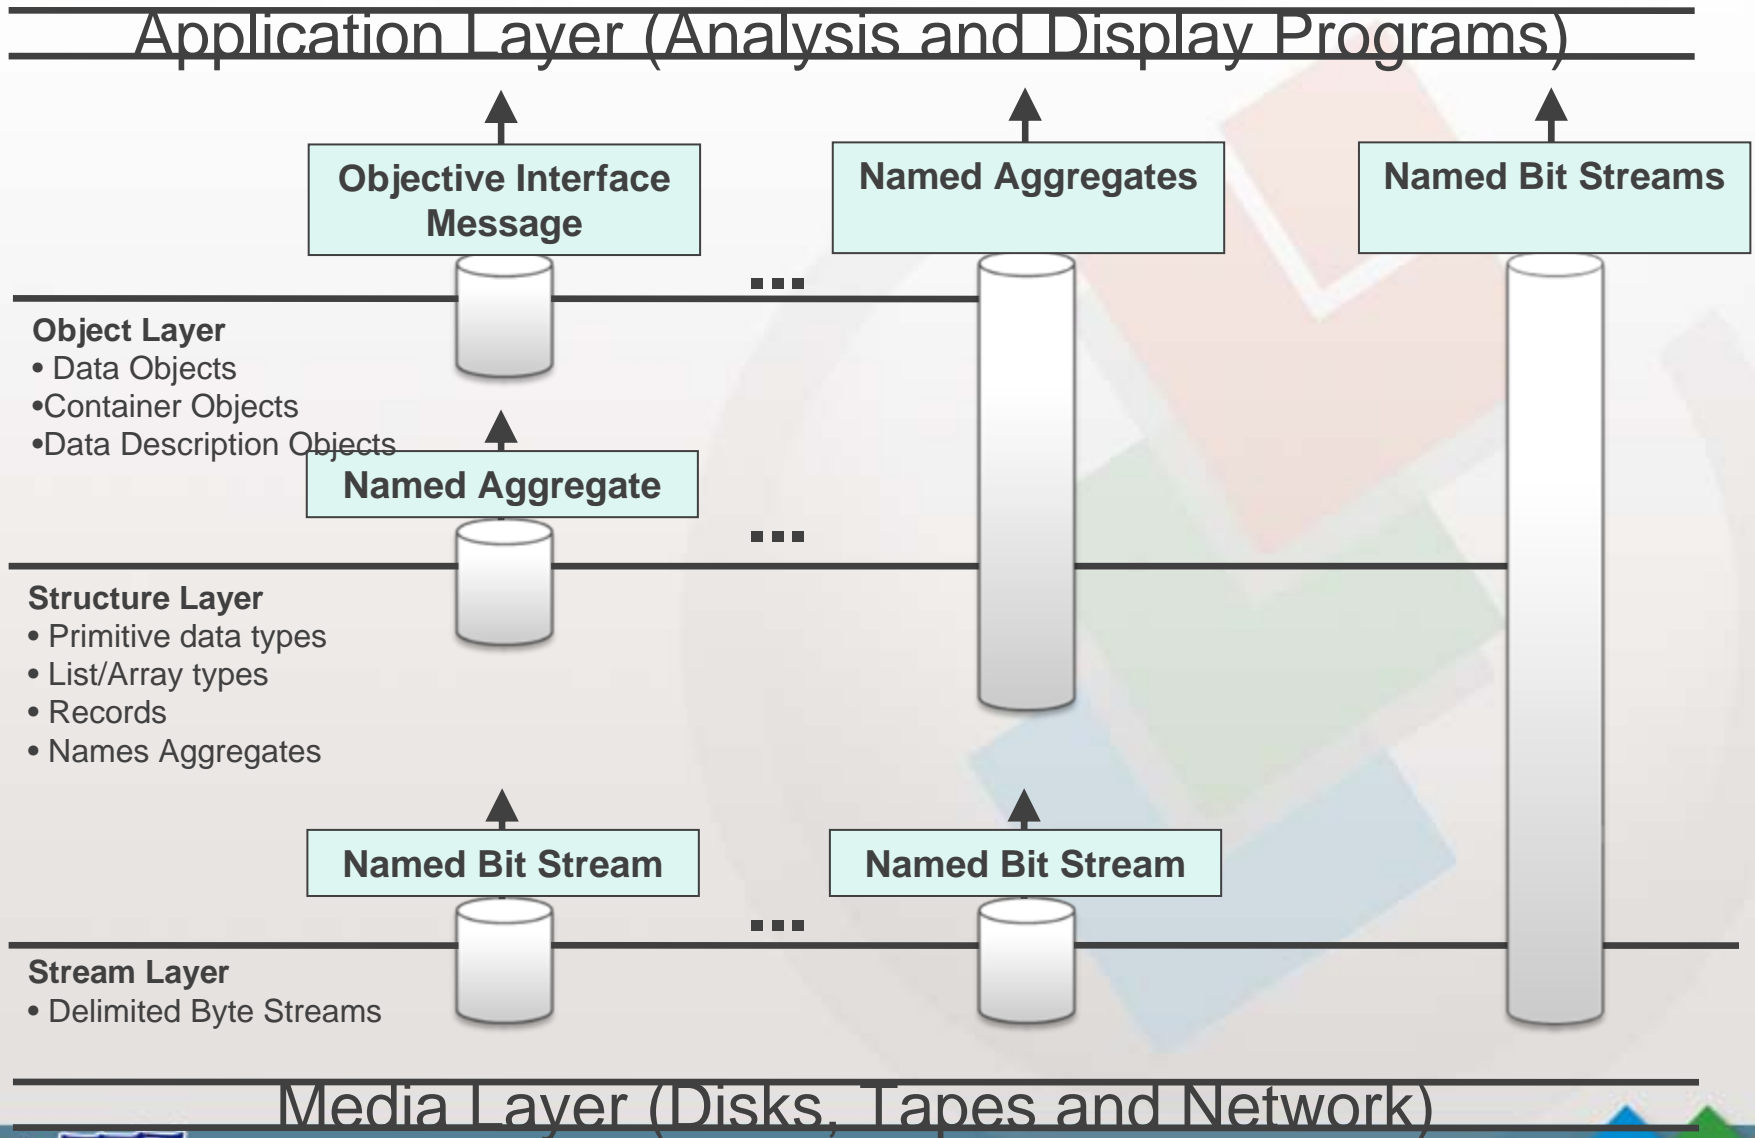 Application Layer (Analysis and Display Programs)
Objective Interface
Message
Named Aggregates
Named Bit Streams
...
Object Layer
• Data Objects
•Container Objects
•Data Description Objects
Named Aggregate
...
Structure Layer
• Primitive data types
• List/Array types
• Records
• Names Aggregates
Named Bit Stream
Named Bit Stream
...
Stream Layer
• Delimited Byte Streams
Media Layer (Disks, Tapes and Network)